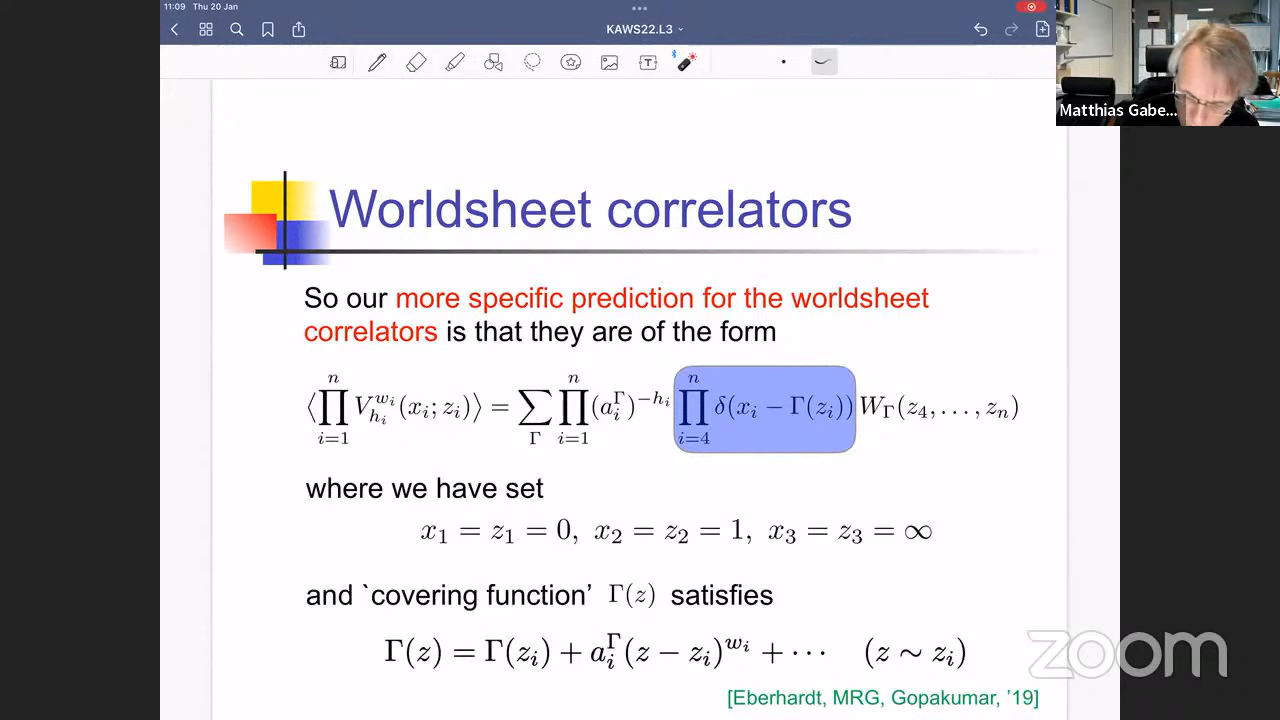 11:09 Thu 20 Jan
KAWS22.L3
Matthias Gabe...
Worldsheet correlators
So our more specific prediction for the worldsheet
correlators is that they are of the form
⟨∏_{i=1}^{n} V_{h_i}^{w_i}(x_i; z_i)⟩ = ∑_Γ ∏_{i=1}^{n} (a_i^Γ)^{-h_i} ∏_{i=4}^{n} δ(x_i − Γ(z_i)) W_Γ(z_4, …, z_n)
where we have set
x_1 = z_1 = 0, x_2 = z_2 = 1, x_3 = z_3 = ∞
and `covering function' Γ(z) satisfies
Γ(z) = Γ(z_i) + a_i^Γ(z − z_i)^{w_i} + ⋯ (z ∼ z_i)
[Eberhardt, MRG, Gopakumar, '19]
zoom